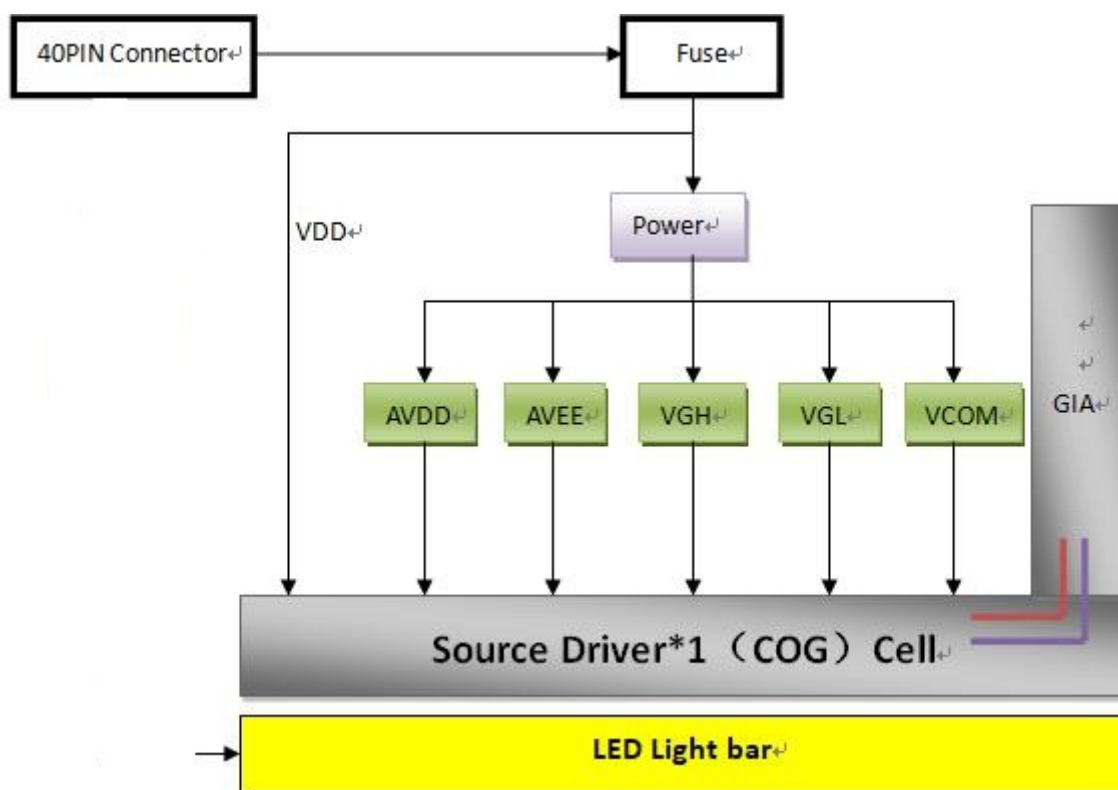 40PIN Connector↵
Fuse↵
VDD↵
Power↵
↵
↵
GIA↵
AVDD↵
AVEE↵
VGH↵
VGL↵
VCOM↵
Source Driver*1（COG）Cell↵
LED Light bar↵